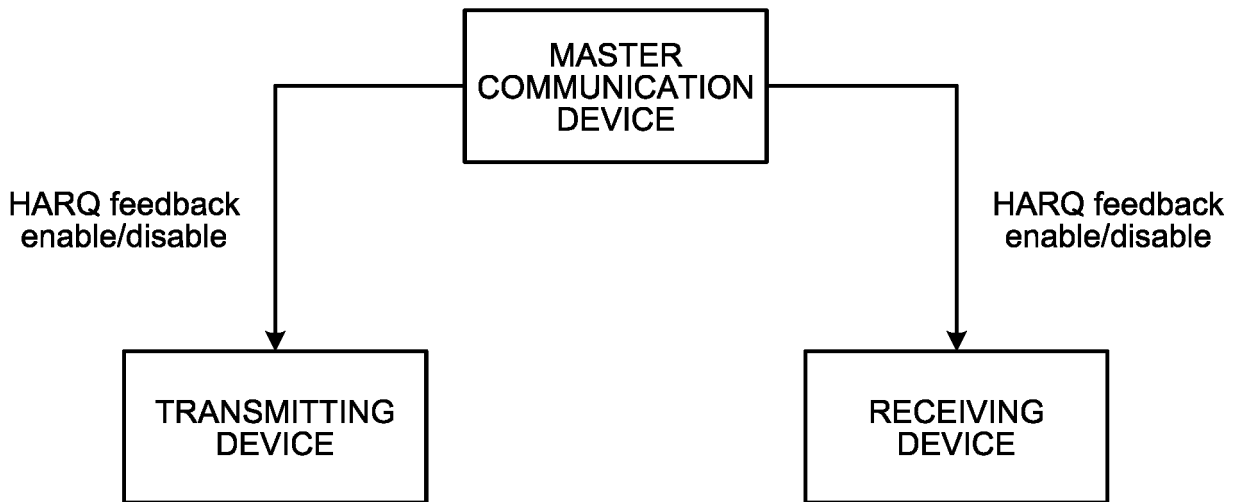 MASTER
COMMUNICATION
DEVICE
HARQ feedback
enable/disable
HARQ feedback
enable/disable
TRANSMITTING
DEVICE
RECEIVING
DEVICE